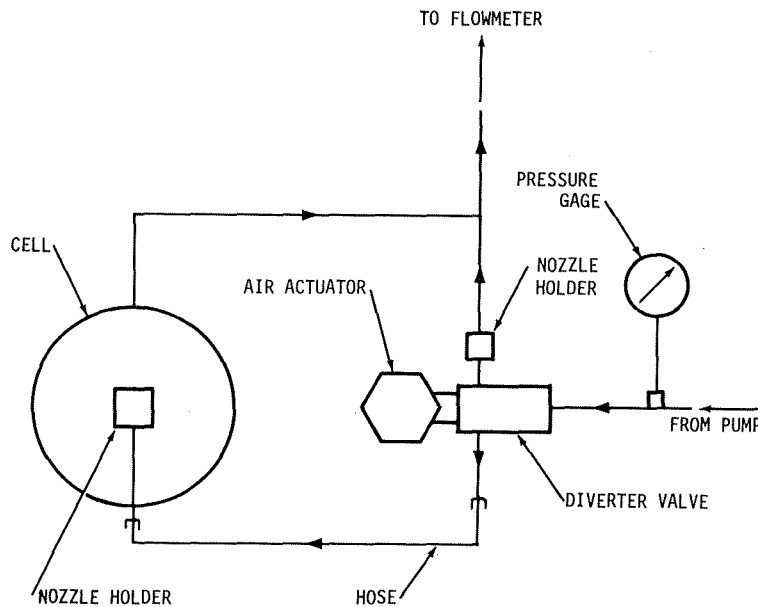 TO FLOWMETER
PRESSURE
GAGE
CELL
NOZZLE
HOLDER
AIR ACTUATOR
FROM PUMP
DIVERTER VALVE
NOZZLE HOLDER
HOSE